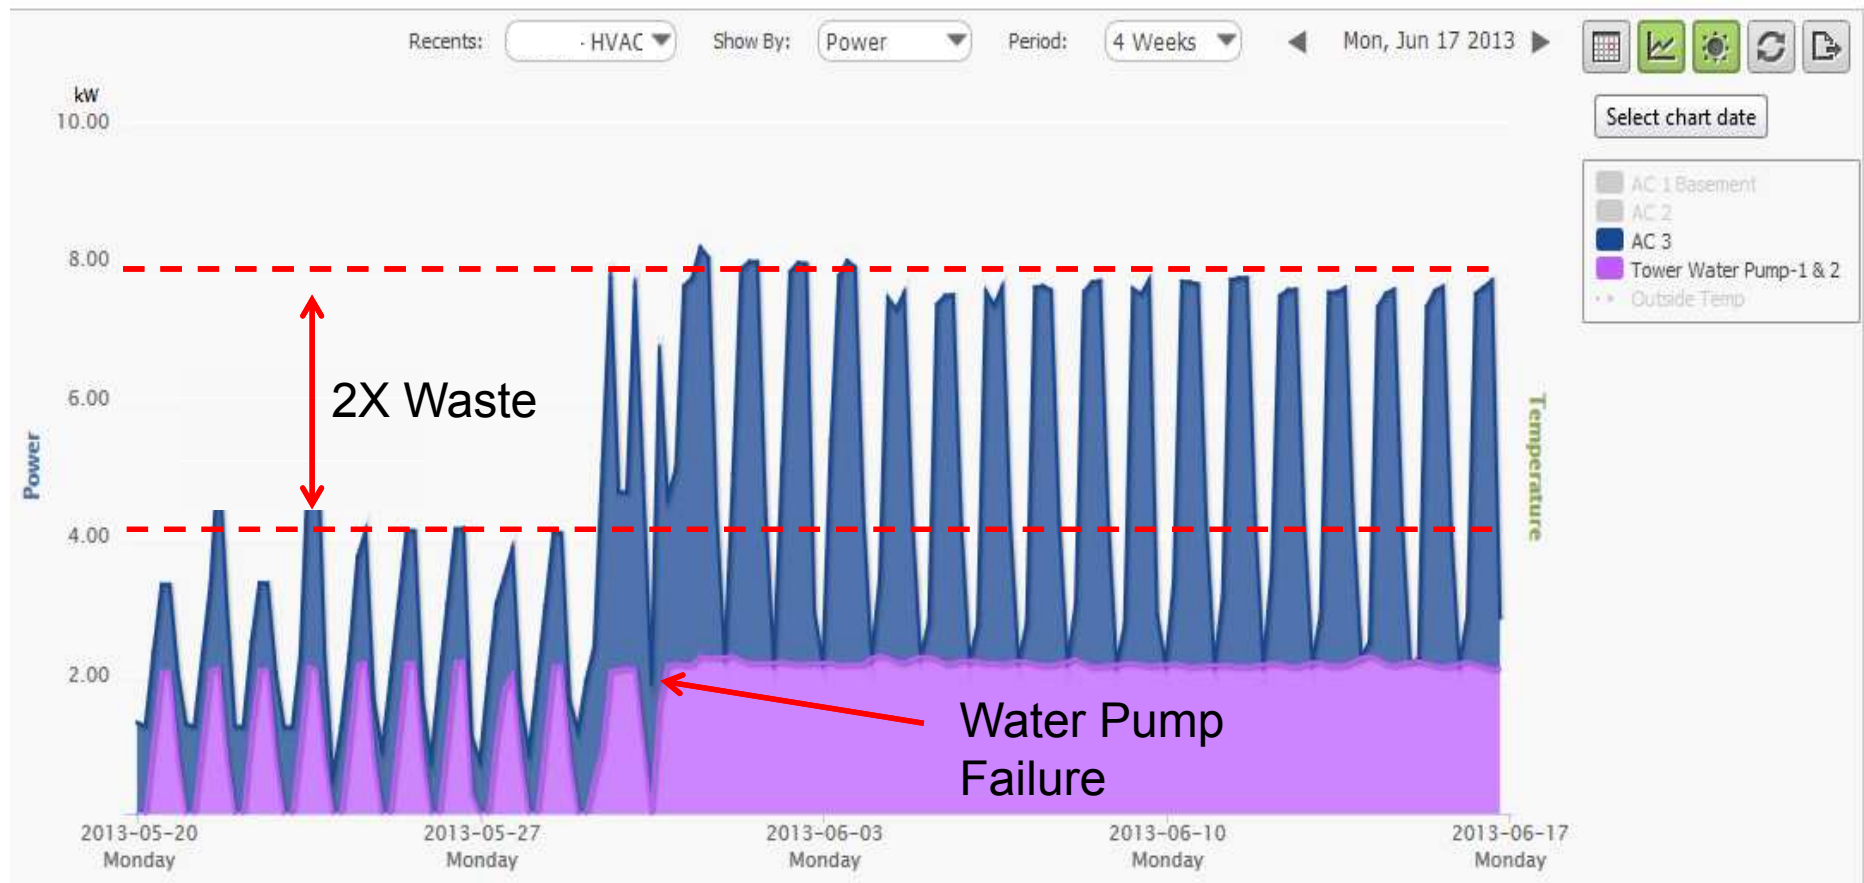 Recents: - HVAC Show By: Power Period: 4 Weeks Mon, Jun 17 2013
Select chart date
AC 1 Basement
AC 2
AC 3
Tower Water Pump-1 & 2
Outside Temp
kW
10.00
8.00
6.00
4.00
2.00
Power
Temperature
2X Waste
Water Pump
Failure
2013-05-20
Monday
2013-05-27
Monday
2013-06-03
Monday
2013-06-10
Monday
2013-06-17
Monday